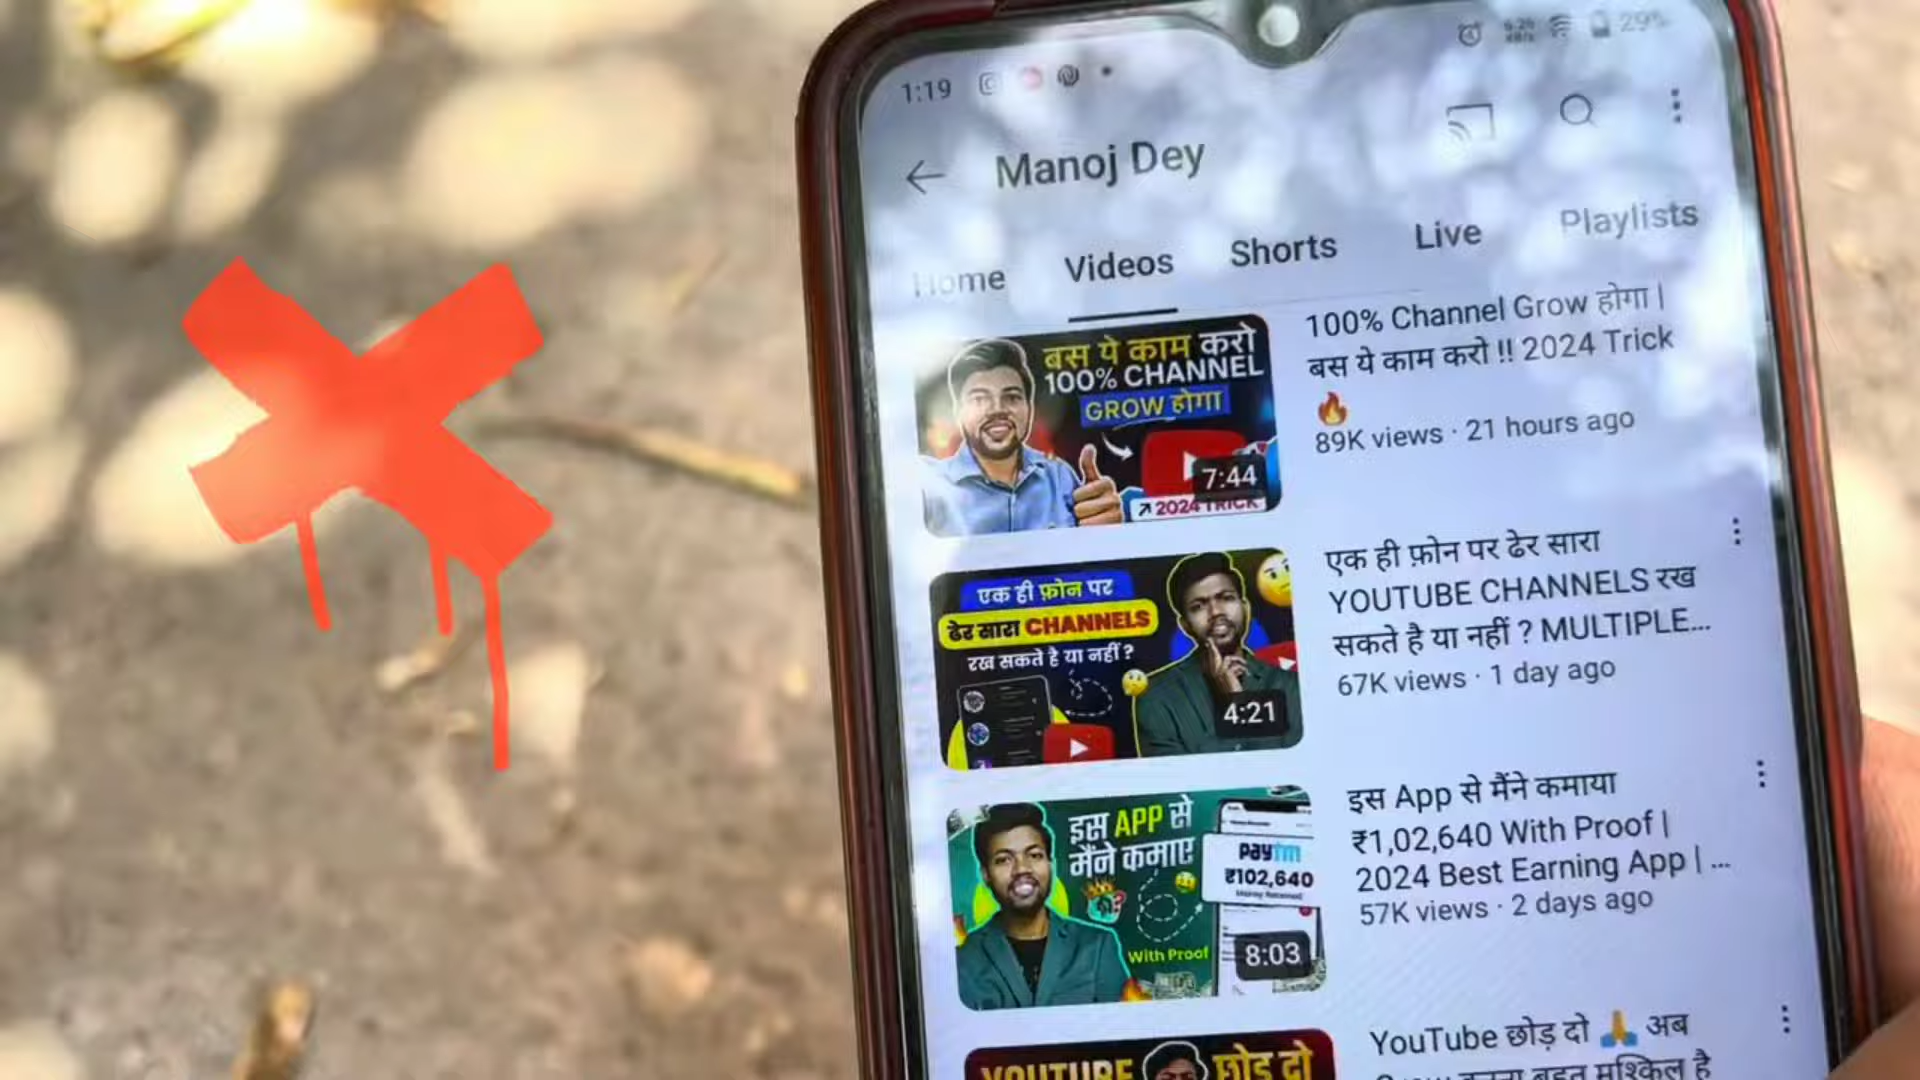 1:19
29%
Manoj Dey
Home Videos Shorts Live Playlists
बस ये काम करो
100% CHANNEL
GROW होगा
7:44
2024 TRICK
100% Channel Grow होगा |
बस ये काम करो !! 2024 Trick
89K views · 21 hours ago
एक ही फ़ोन पर
ढेर सारा CHANNELS
रख सकते है या नहीं ?
4:21
एक ही फ़ोन पर ढेर सारा
YOUTUBE CHANNELS रख
सकते है या नहीं ? MULTIPLE...
67K views · 1 day ago
इस APP से
मैंने कमाए
paytm
₹102,640
Money Received
With Proof
8:03
इस App से मैंने कमाया
₹1,02,640 With Proof |
2024 Best Earning App | ...
57K views · 2 days ago
YOUTUBE छोड़ दो
YouTube छोड़ दो 🙏 अब
बहुत मुश्किल है